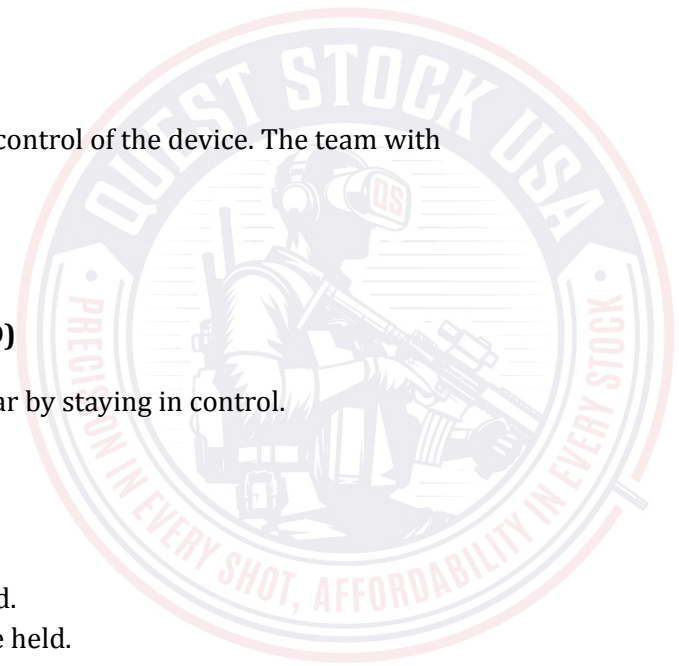 QUEST STOCK USA
QS
control of the device. The team with
)
ar by staying in control.
PRECISION IN EVERY SHOT, AFFORDABILITY IN EVERY STOCK
d.
e held.